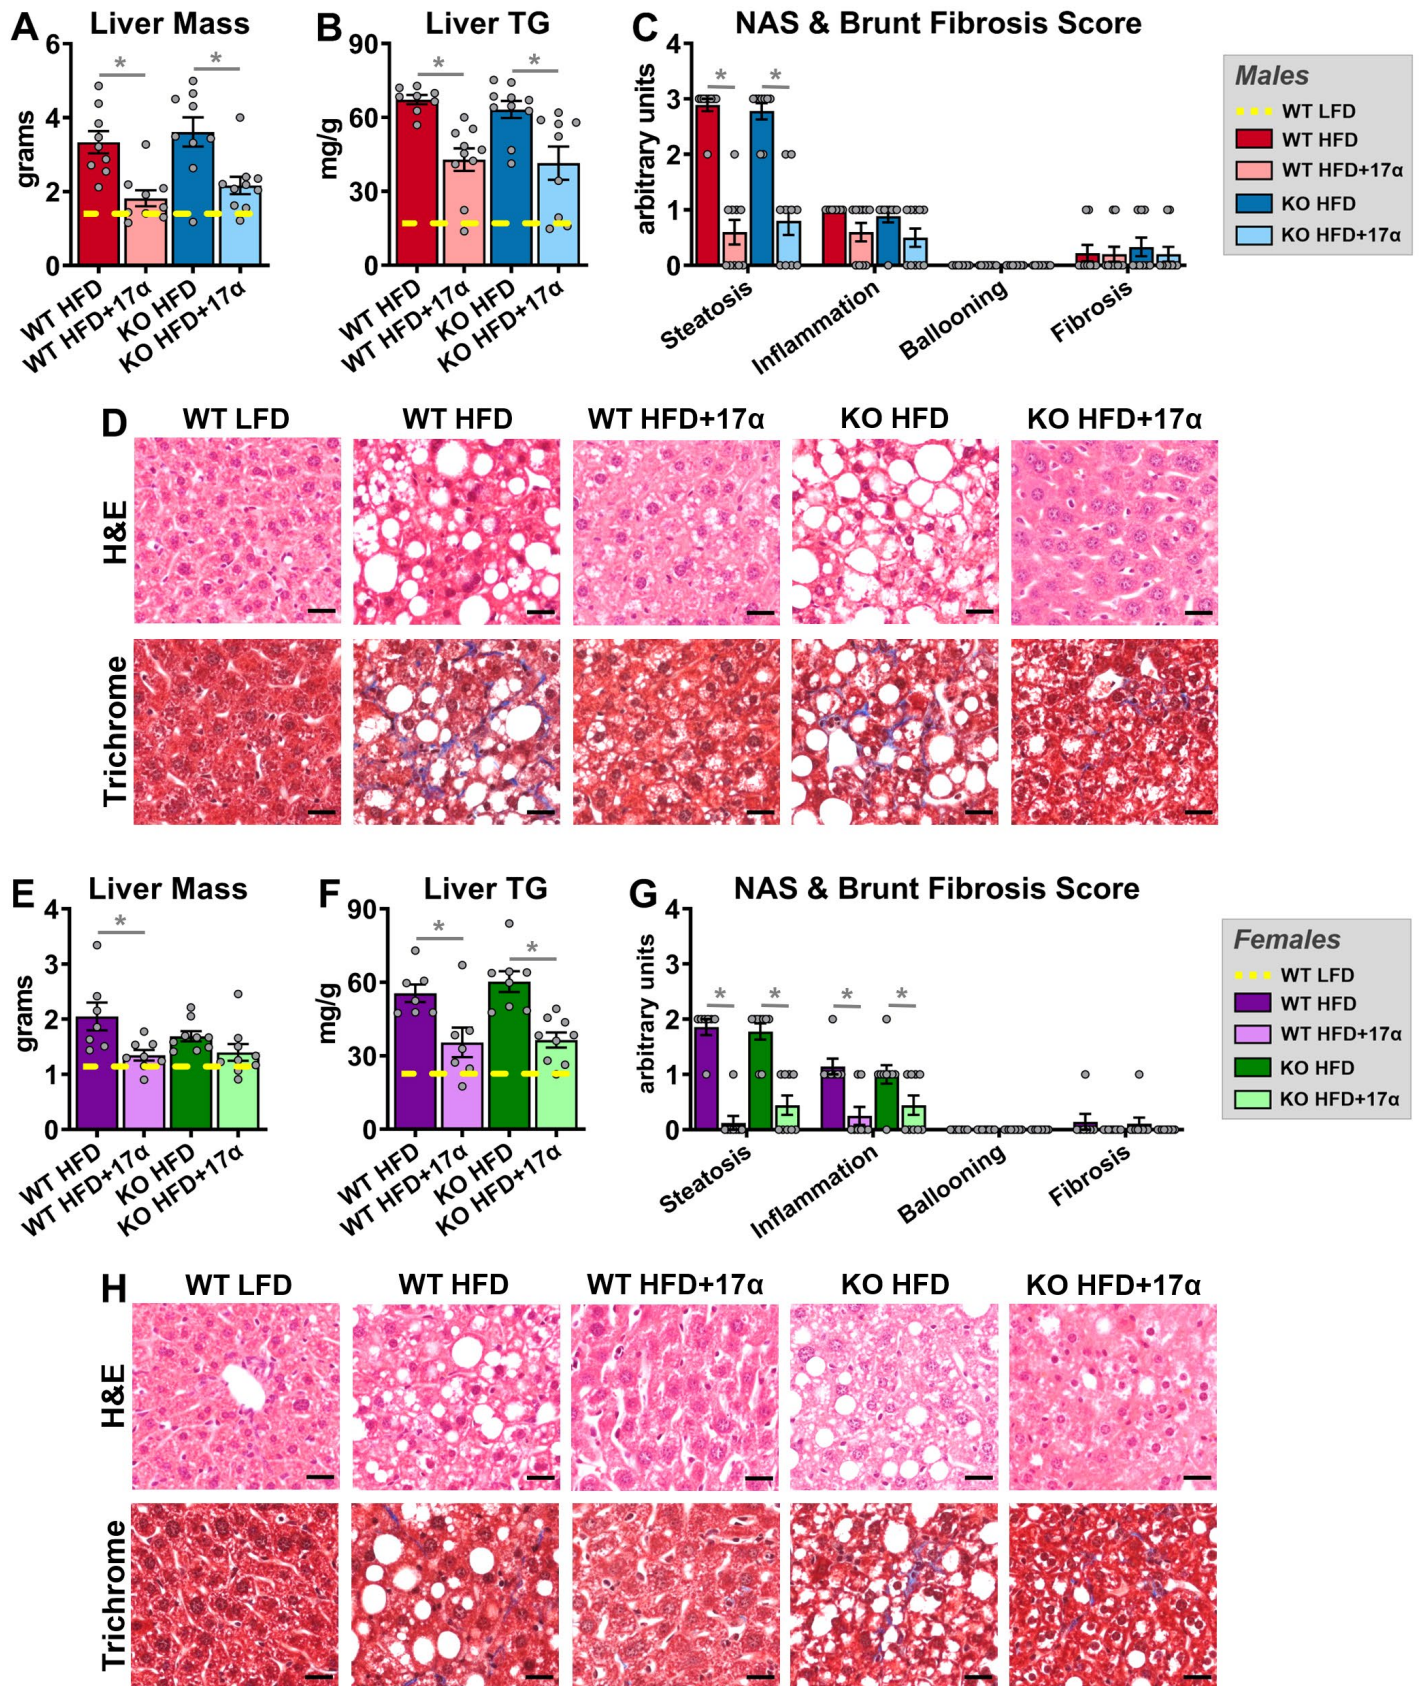 A Liver Mass
grams
6
4
2
0
*
*
WT HFD
WT HFD+17α
KO HFD
KO HFD+17α
B Liver TG
mg/g
90
60
30
0
*
*
WT HFD
WT HFD+17α
KO HFD
KO HFD+17α
C NAS & Brunt Fibrosis Score
arbitrary units
4
3
2
1
0
*
*
Steatosis
Inflammation
Ballooning
Fibrosis
Males
WT LFD
WT HFD
WT HFD+17α
KO HFD
KO HFD+17α
D WT LFD WT HFD WT HFD+17α KO HFD KO HFD+17α
H&E
Trichrome
E Liver Mass
grams
4
3
2
1
0
*
WT HFD
WT HFD+17α
KO HFD
KO HFD+17α
F Liver TG
mg/g
90
60
30
0
*
*
WT HFD
WT HFD+17α
KO HFD
KO HFD+17α
G NAS & Brunt Fibrosis Score
arbitrary units
4
3
2
1
0
*
*
*
*
Steatosis
Inflammation
Ballooning
Fibrosis
Females
WT LFD
WT HFD
WT HFD+17α
KO HFD
KO HFD+17α
H WT LFD WT HFD WT HFD+17α KO HFD KO HFD+17α
H&E
Trichrome